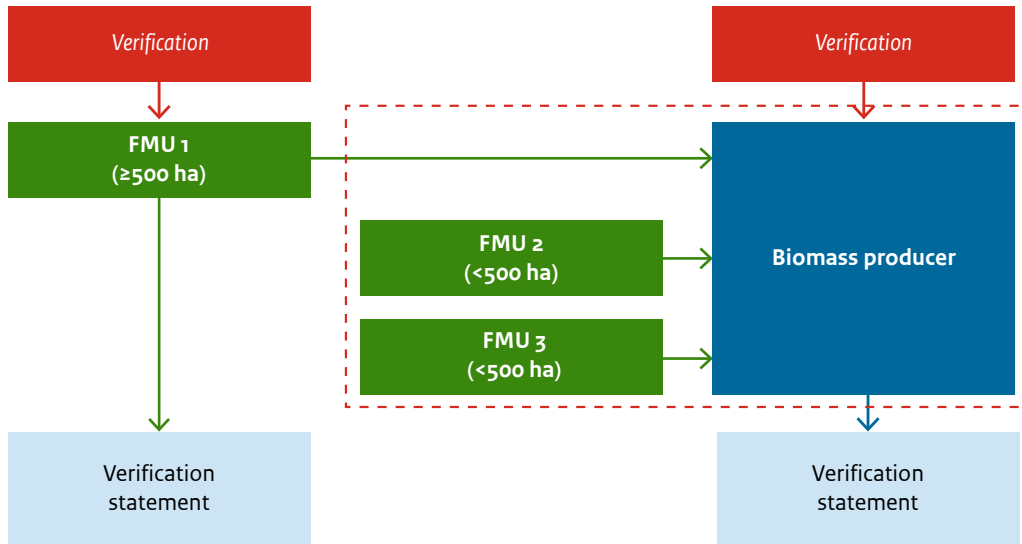 Verification
Verification
FMU 1
(≥500 ha)
FMU 2
(<500 ha)
Biomass producer
FMU 3
(<500 ha)
Verification
statement
Verification
statement